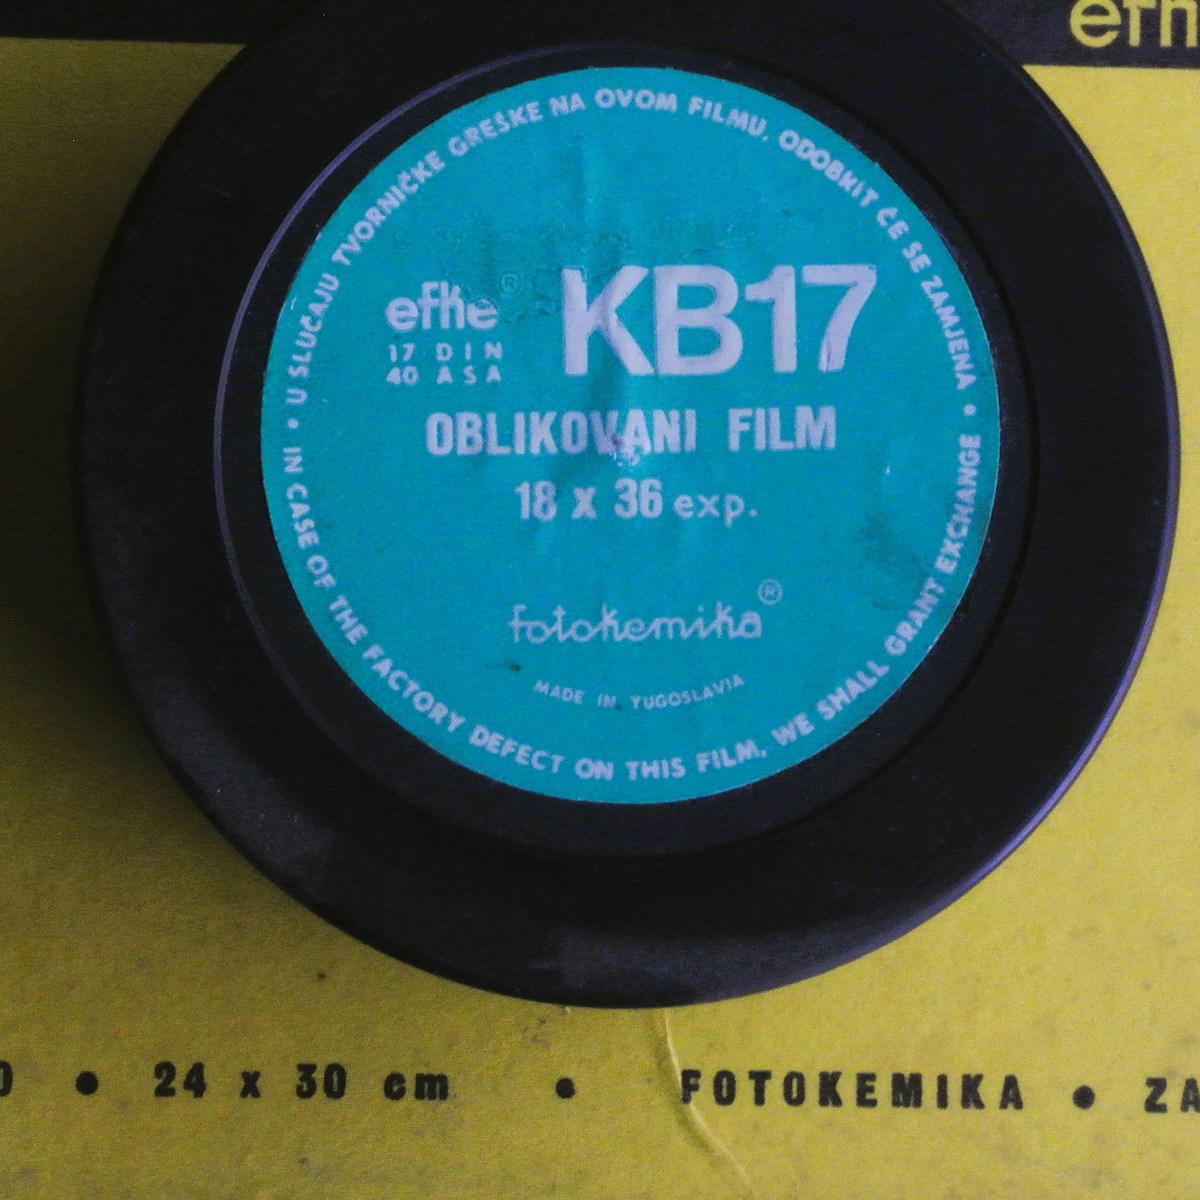 efke
U SLUČAJU TVORNIČKE GREŠKE NA OVOM FILMU, ODOBRIT ĆE SE ZAMJENA •
efke® KB17
17 DIN
40 ASA
OBLIKOVANI FILM
18 x 36 exp.
fotokemika®
MADE IN YUGOSLAVIA
IN CASE OF THE FACTORY DEFECT ON THIS FILM, WE SHALL GRANT EXCHANGE •
0 • 24 x 30 cm • FOTOKEMIKA • ZA